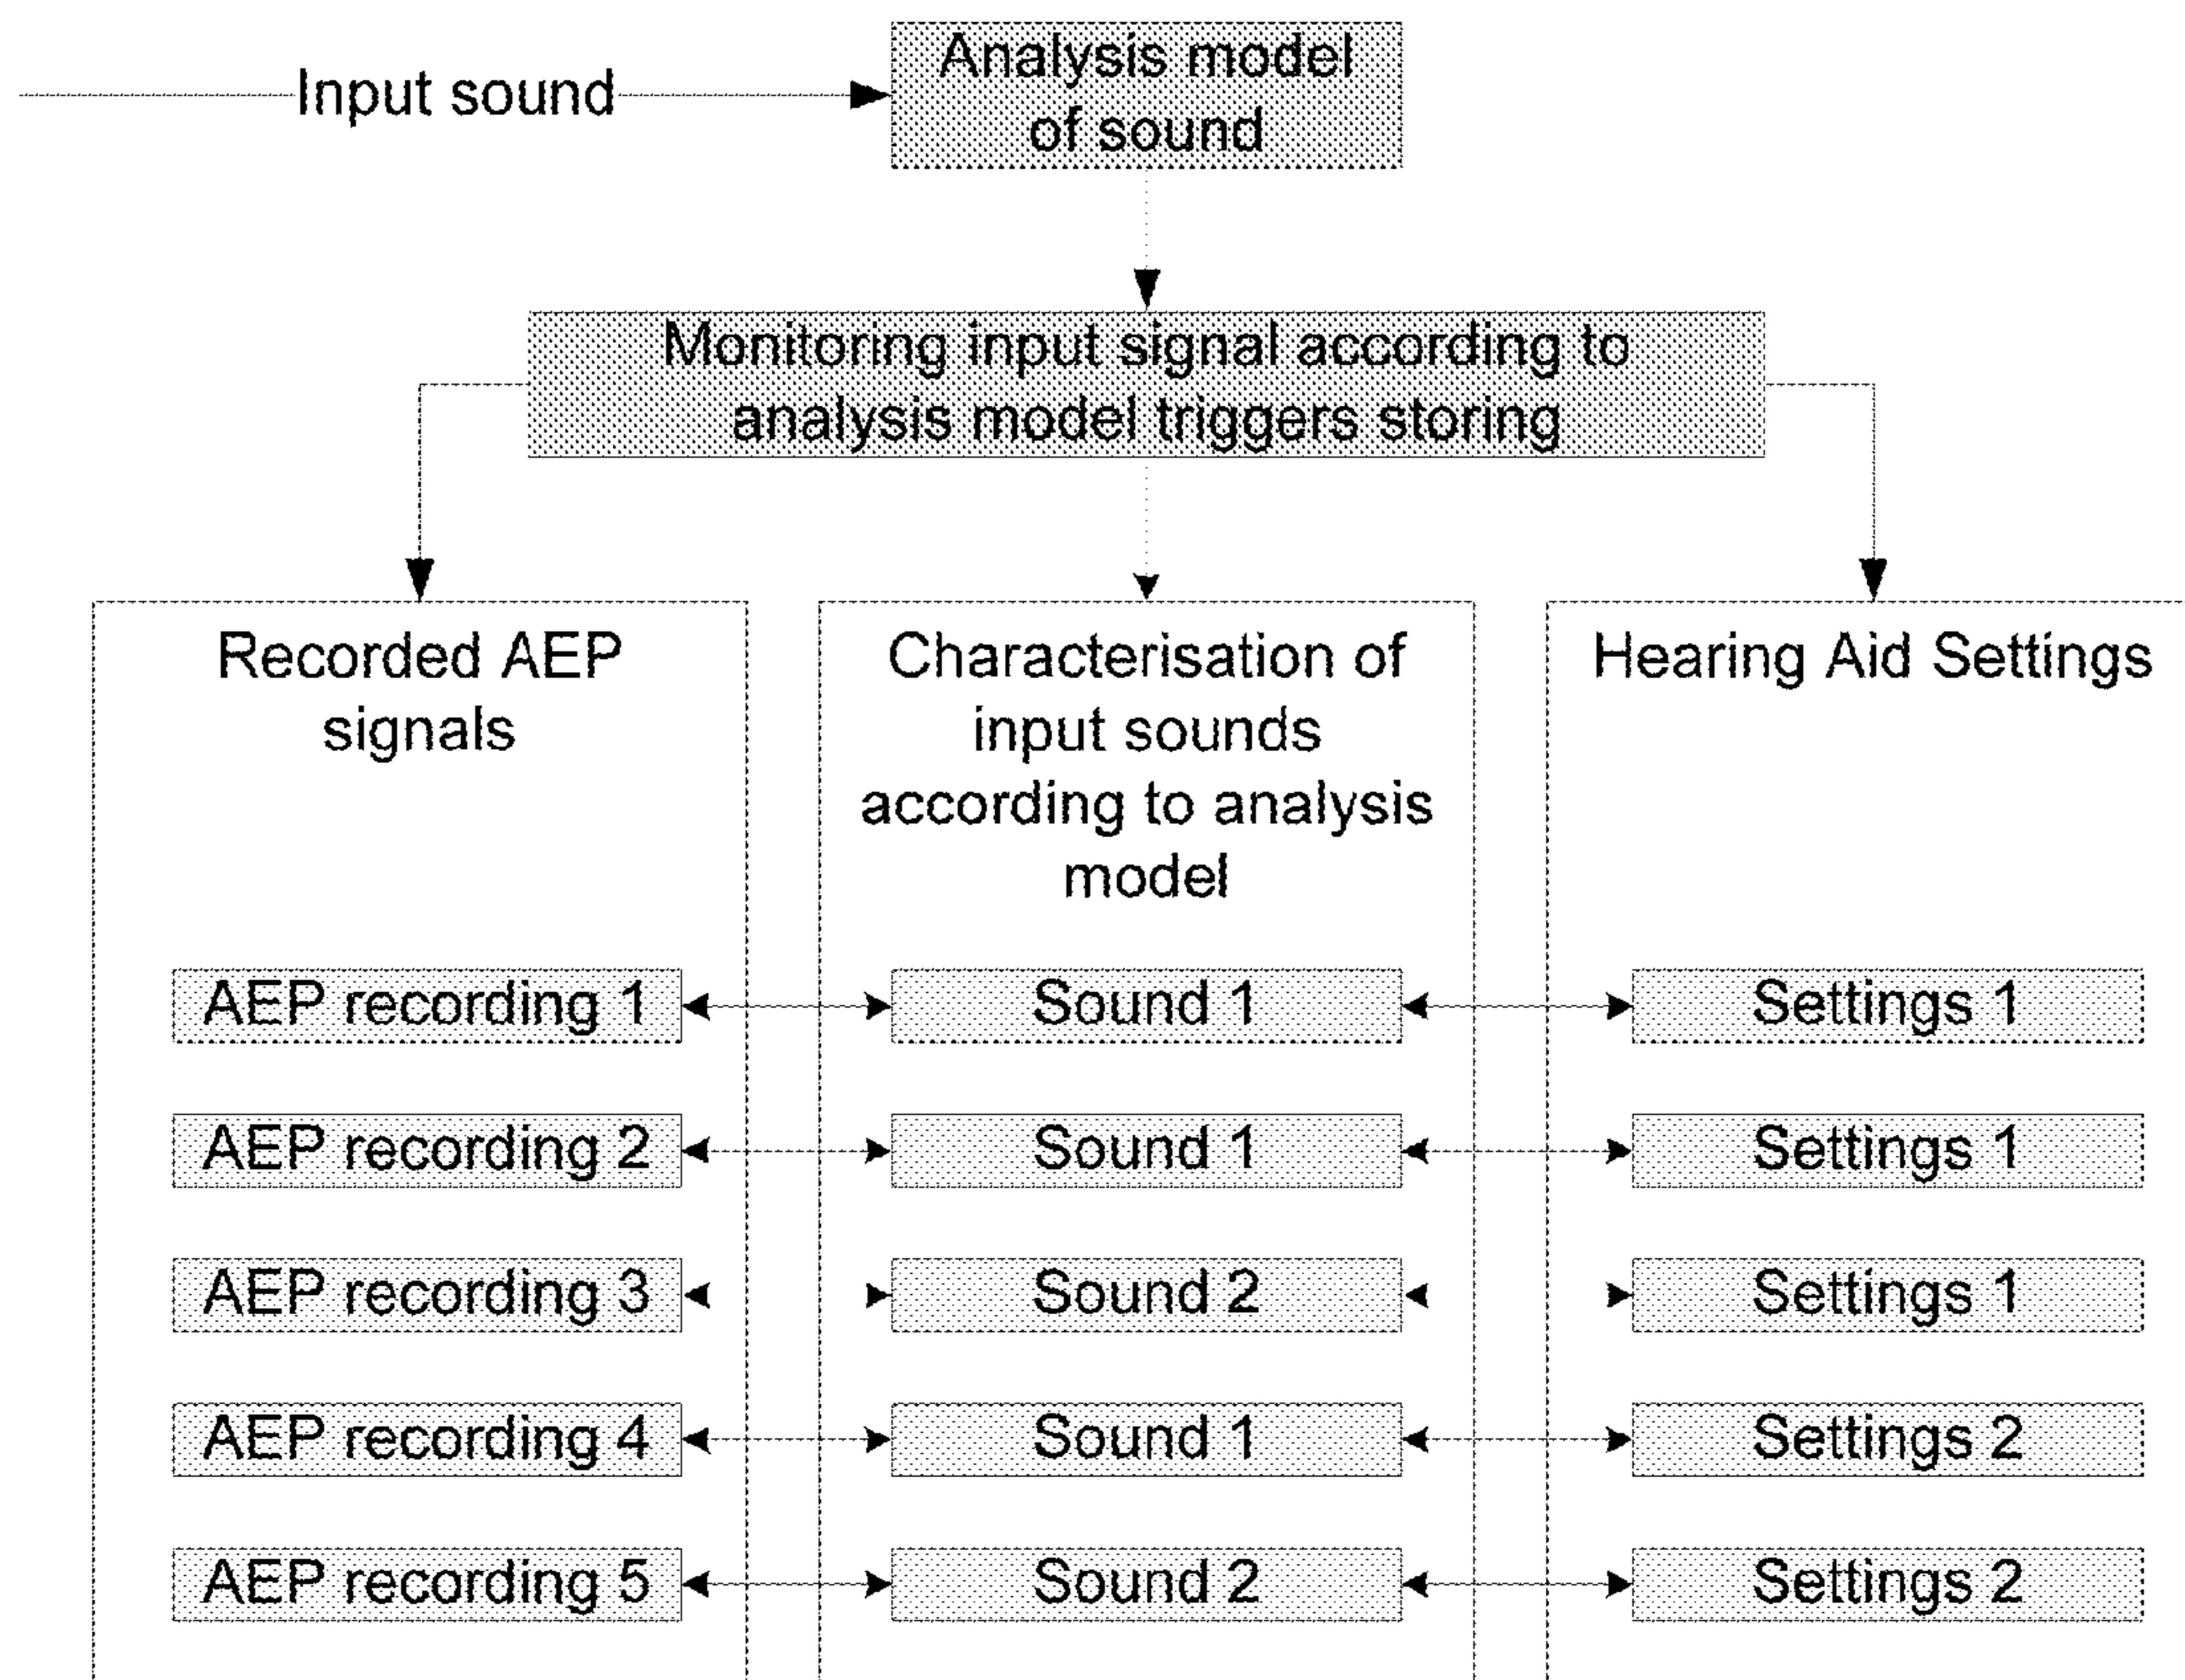 Input sound
Analysis model
of sound
Monitoring input signal according to
analysis model triggers storing
Recorded AEP
signals
Characterisation of
input sounds
according to analysis
model
Hearing Aid Settings
AEP recording 1
Sound 1
Settings 1
AEP recording 2
Sound 1
Settings 1
AEP recording 3
Sound 2
Settings 1
AEP recording 4
Sound 1
Settings 2
AEP recording 5
Sound 2
Settings 2